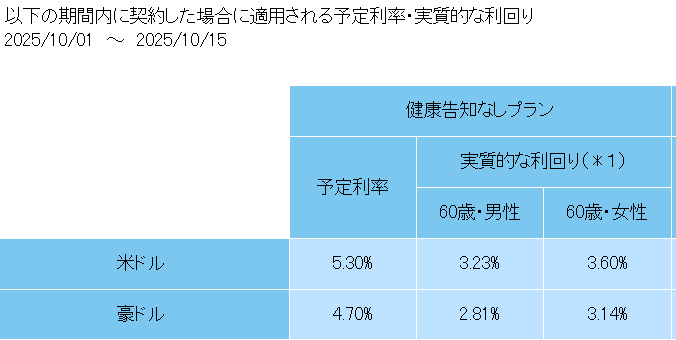 以下の期間内に契約した場合に適用される予定利率・実質的な利回り
2025/10/01　～　2025/10/15
健康告知なしプラン
予定利率
実質的な利回り(＊1)
60歳・男性
60歳・女性
米ドル 5.30% 3.23% 3.60%
豪ドル 4.70% 2.81% 3.14%